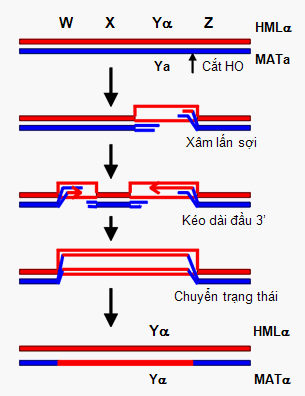 W X Yα Z
HMLα
MATa
Ya
Cắt HO
Xâm lấn sợi
Kéo dài đầu 3'
Chuyển trạng thái
Yα
HMLα
Yα
MATα